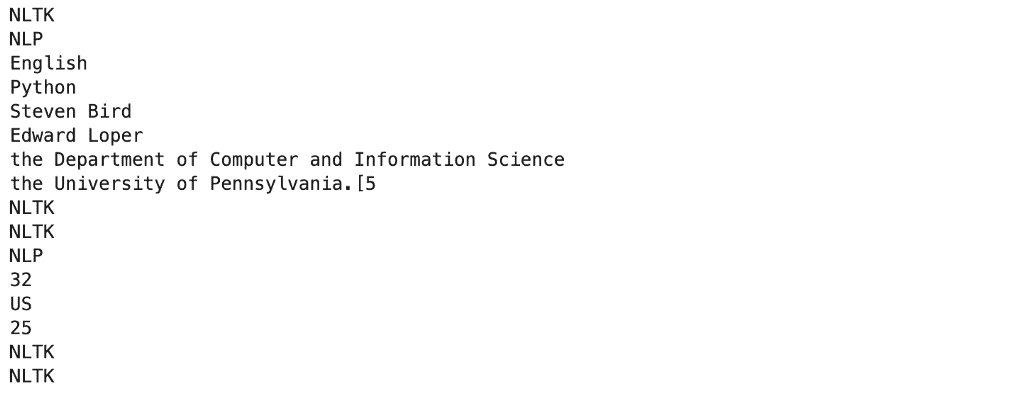 NLTK
NLP
English
Python
Steven Bird
Edward Loper
the Department of Computer and Information Science
the University of Pennsylvania.[5
NLTK
NLTK
NLP
32
US
25
NLTK
NLTK